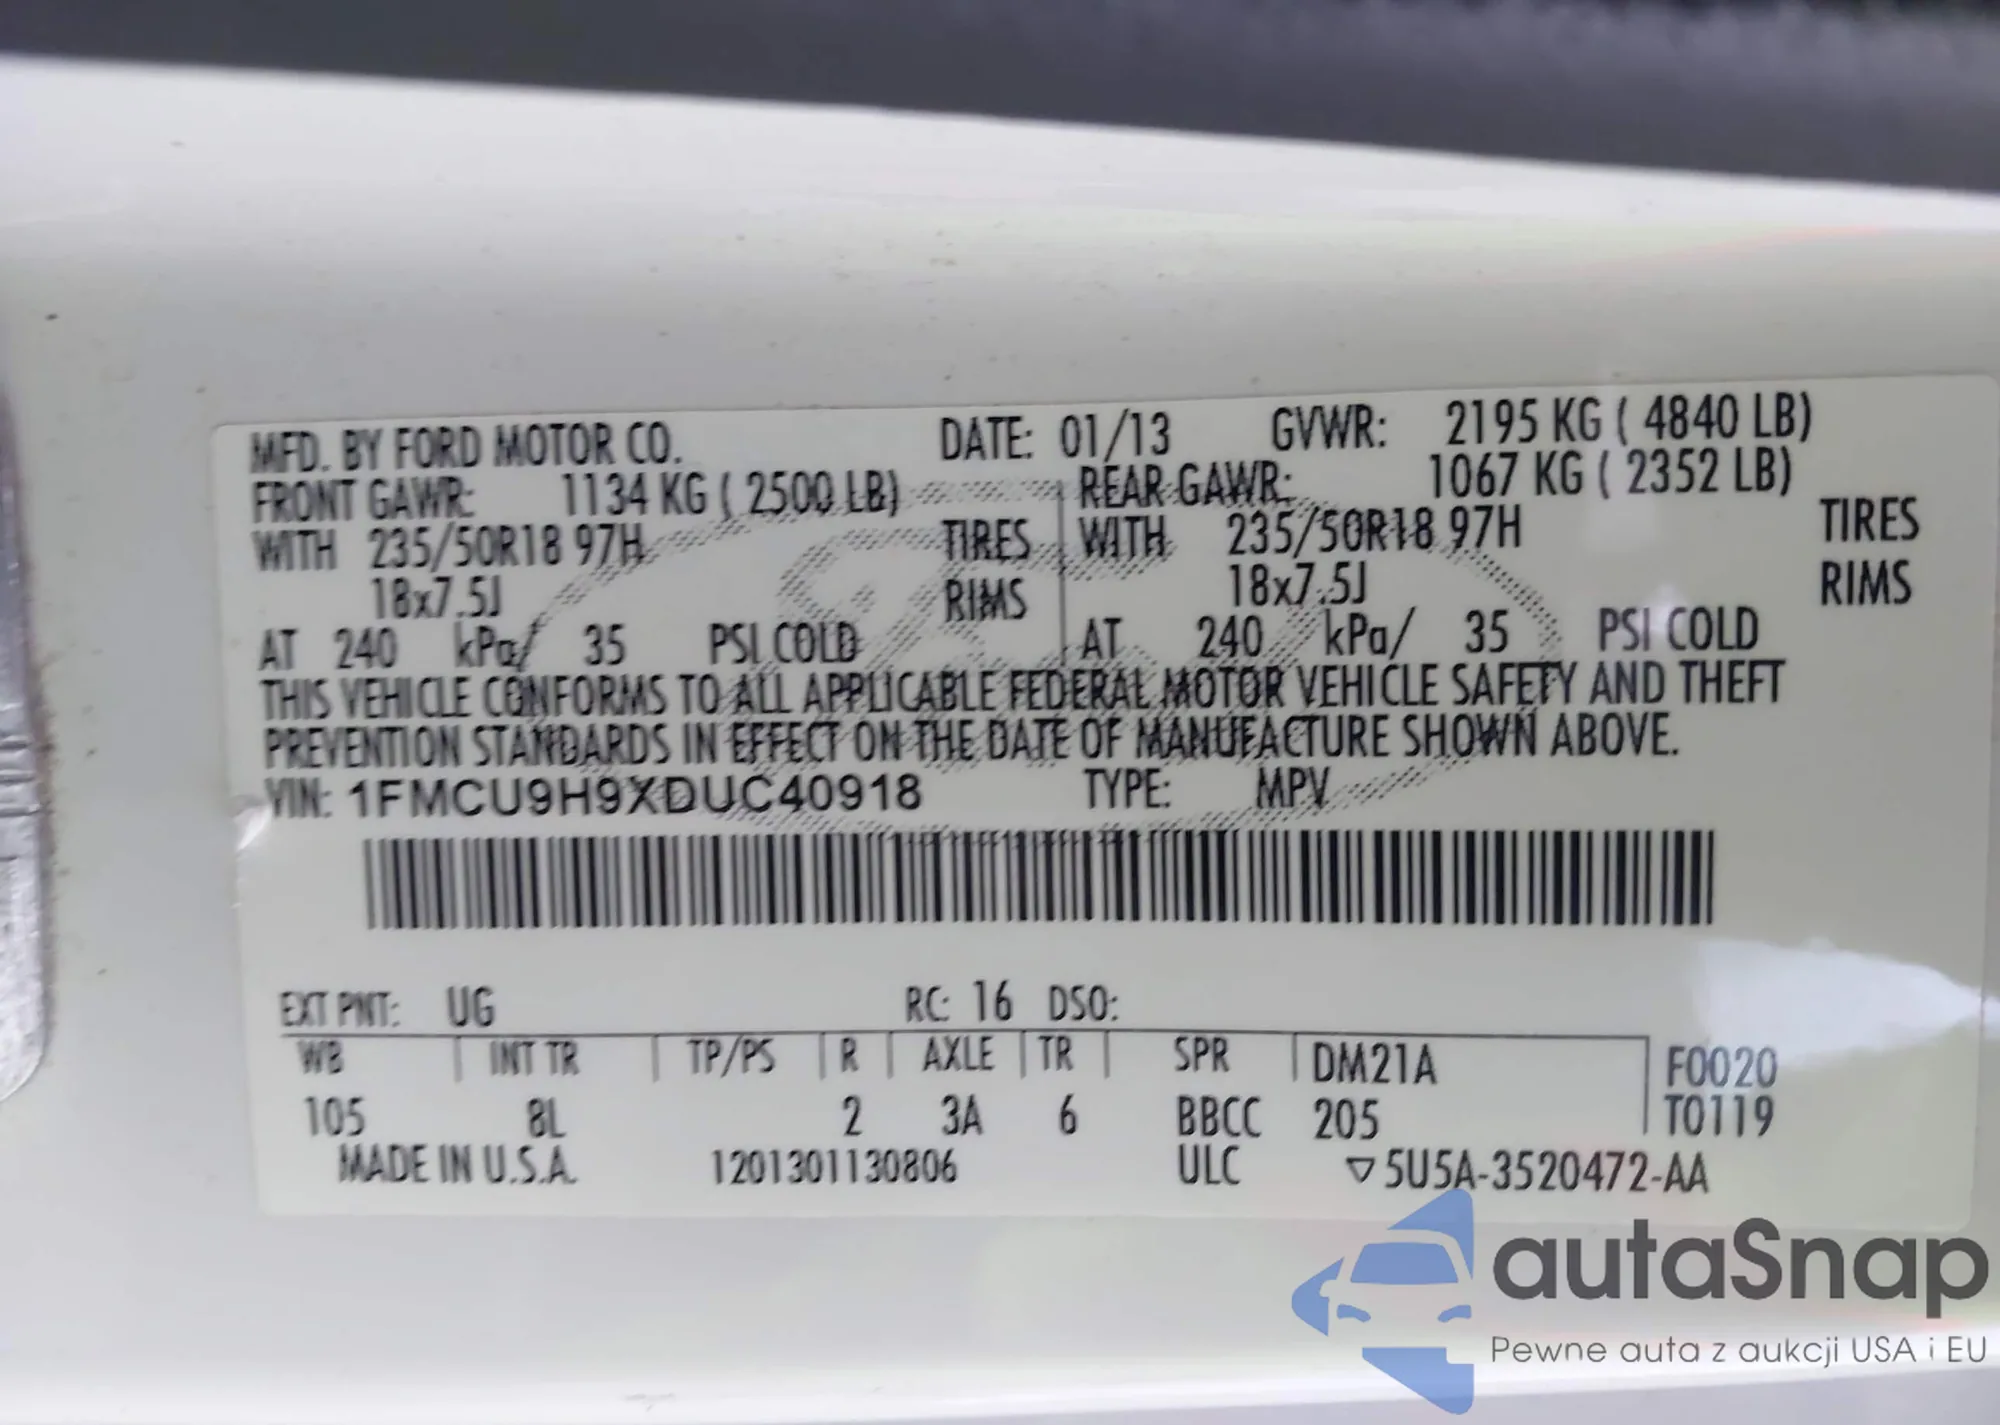 MFD. BY FORD MOTOR CO. DATE: 01/13 GVWR: 2195 KG ( 4840 LB)
FRONT GAWR: 1134 KG ( 2500 LB) REAR GAWR: 1067 KG ( 2352 LB)
WITH 235/50R18 97H TIRES WITH 235/50R18 97H TIRES
18x7.5J RIMS 18x7.5J RIMS
AT 240 kPa/ 35 PSI COLD AT 240 kPa/ 35 PSI COLD
THIS VEHICLE CONFORMS TO ALL APPLICABLE FEDERAL MOTOR VEHICLE SAFETY AND THEFT
PREVENTION STANDARDS IN EFFECT ON THE DATE OF MANUFACTURE SHOWN ABOVE.
VIN: 1FMCU9H9XDUC40918 TYPE: MPV
EXT PNT: UG RC: 16 DSO:
WB INT TR TP/PS R AXLE TR SPR DM21A F0020
105 8L 2 3A 6 BBCC 205 T0119
MADE IN U.S.A. 1201301130806 ULC ▽5U5A-3520472-AA
autaSnap
Pewne auta z aukcji USA i EU